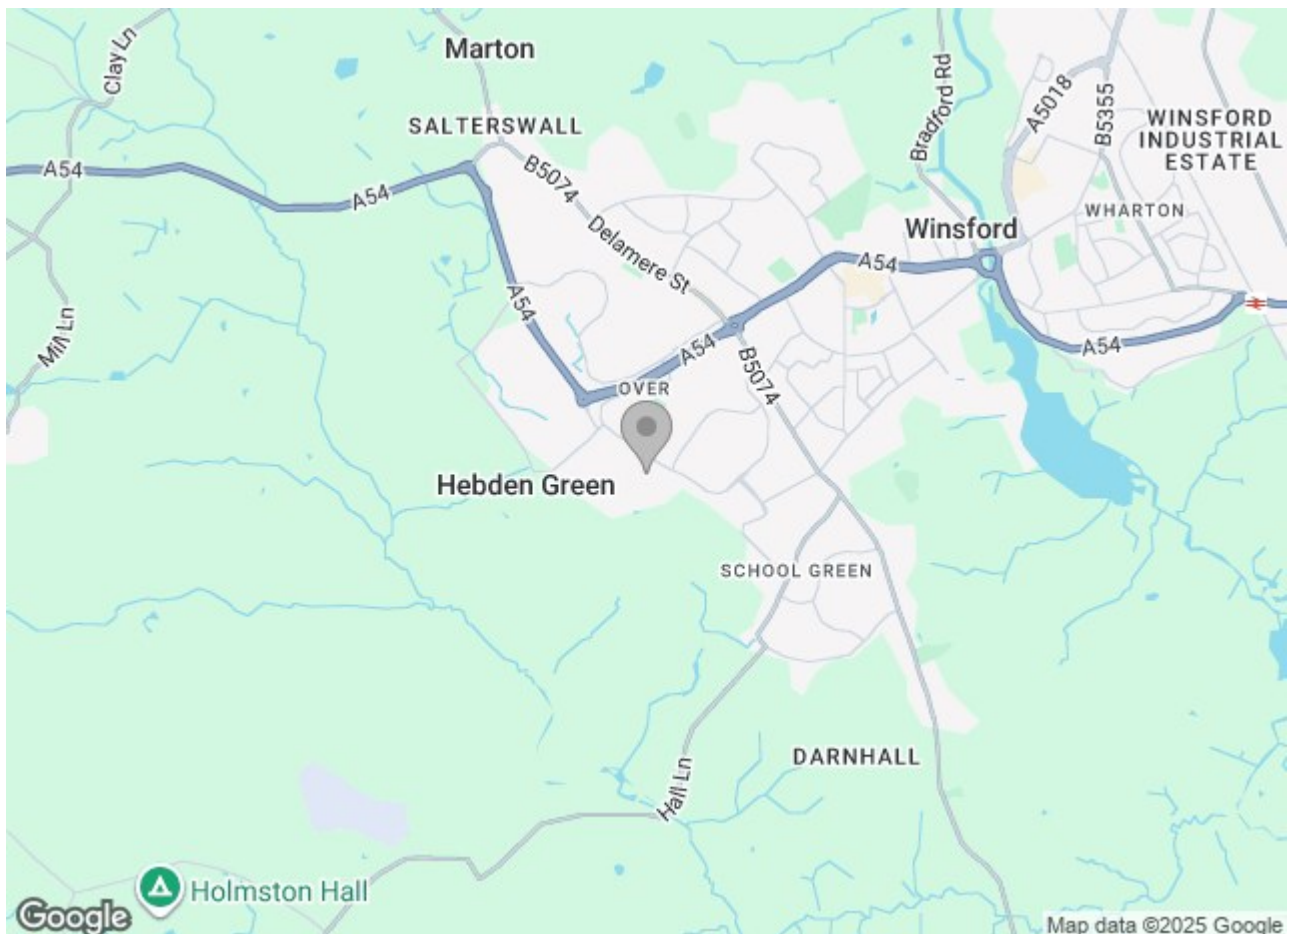 Clay Ln
Marton
SALTERSWALL
Bradford Rd
A5018
B5355
WINSFORD
INDUSTRIAL
ESTATE
A54
A54
B5074
Delamere St
WHARTON
Winsford
A54
A54
Mill Ln
A54
A54
B5074
OVER
Hebden Green
SCHOOL GREEN
DARNHALL
Hall Ln
Holmston Hall
Google
Map data ©2025 Google